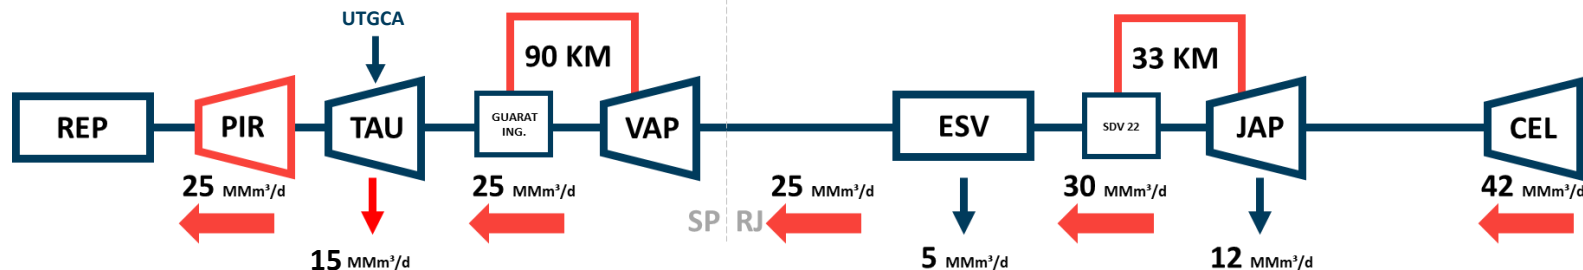 UTGCA
90 KM
33 KM
REP
PIR
TAU
GUARAT
ING.
VAP
ESV
SDV 22
JAP
CEL
25 MMm³/d
25 MMm³/d
25 MMm³/d
30 MMm³/d
42 MMm³/d
SP RJ
15 MMm³/d
5 MMm³/d
12 MMm³/d